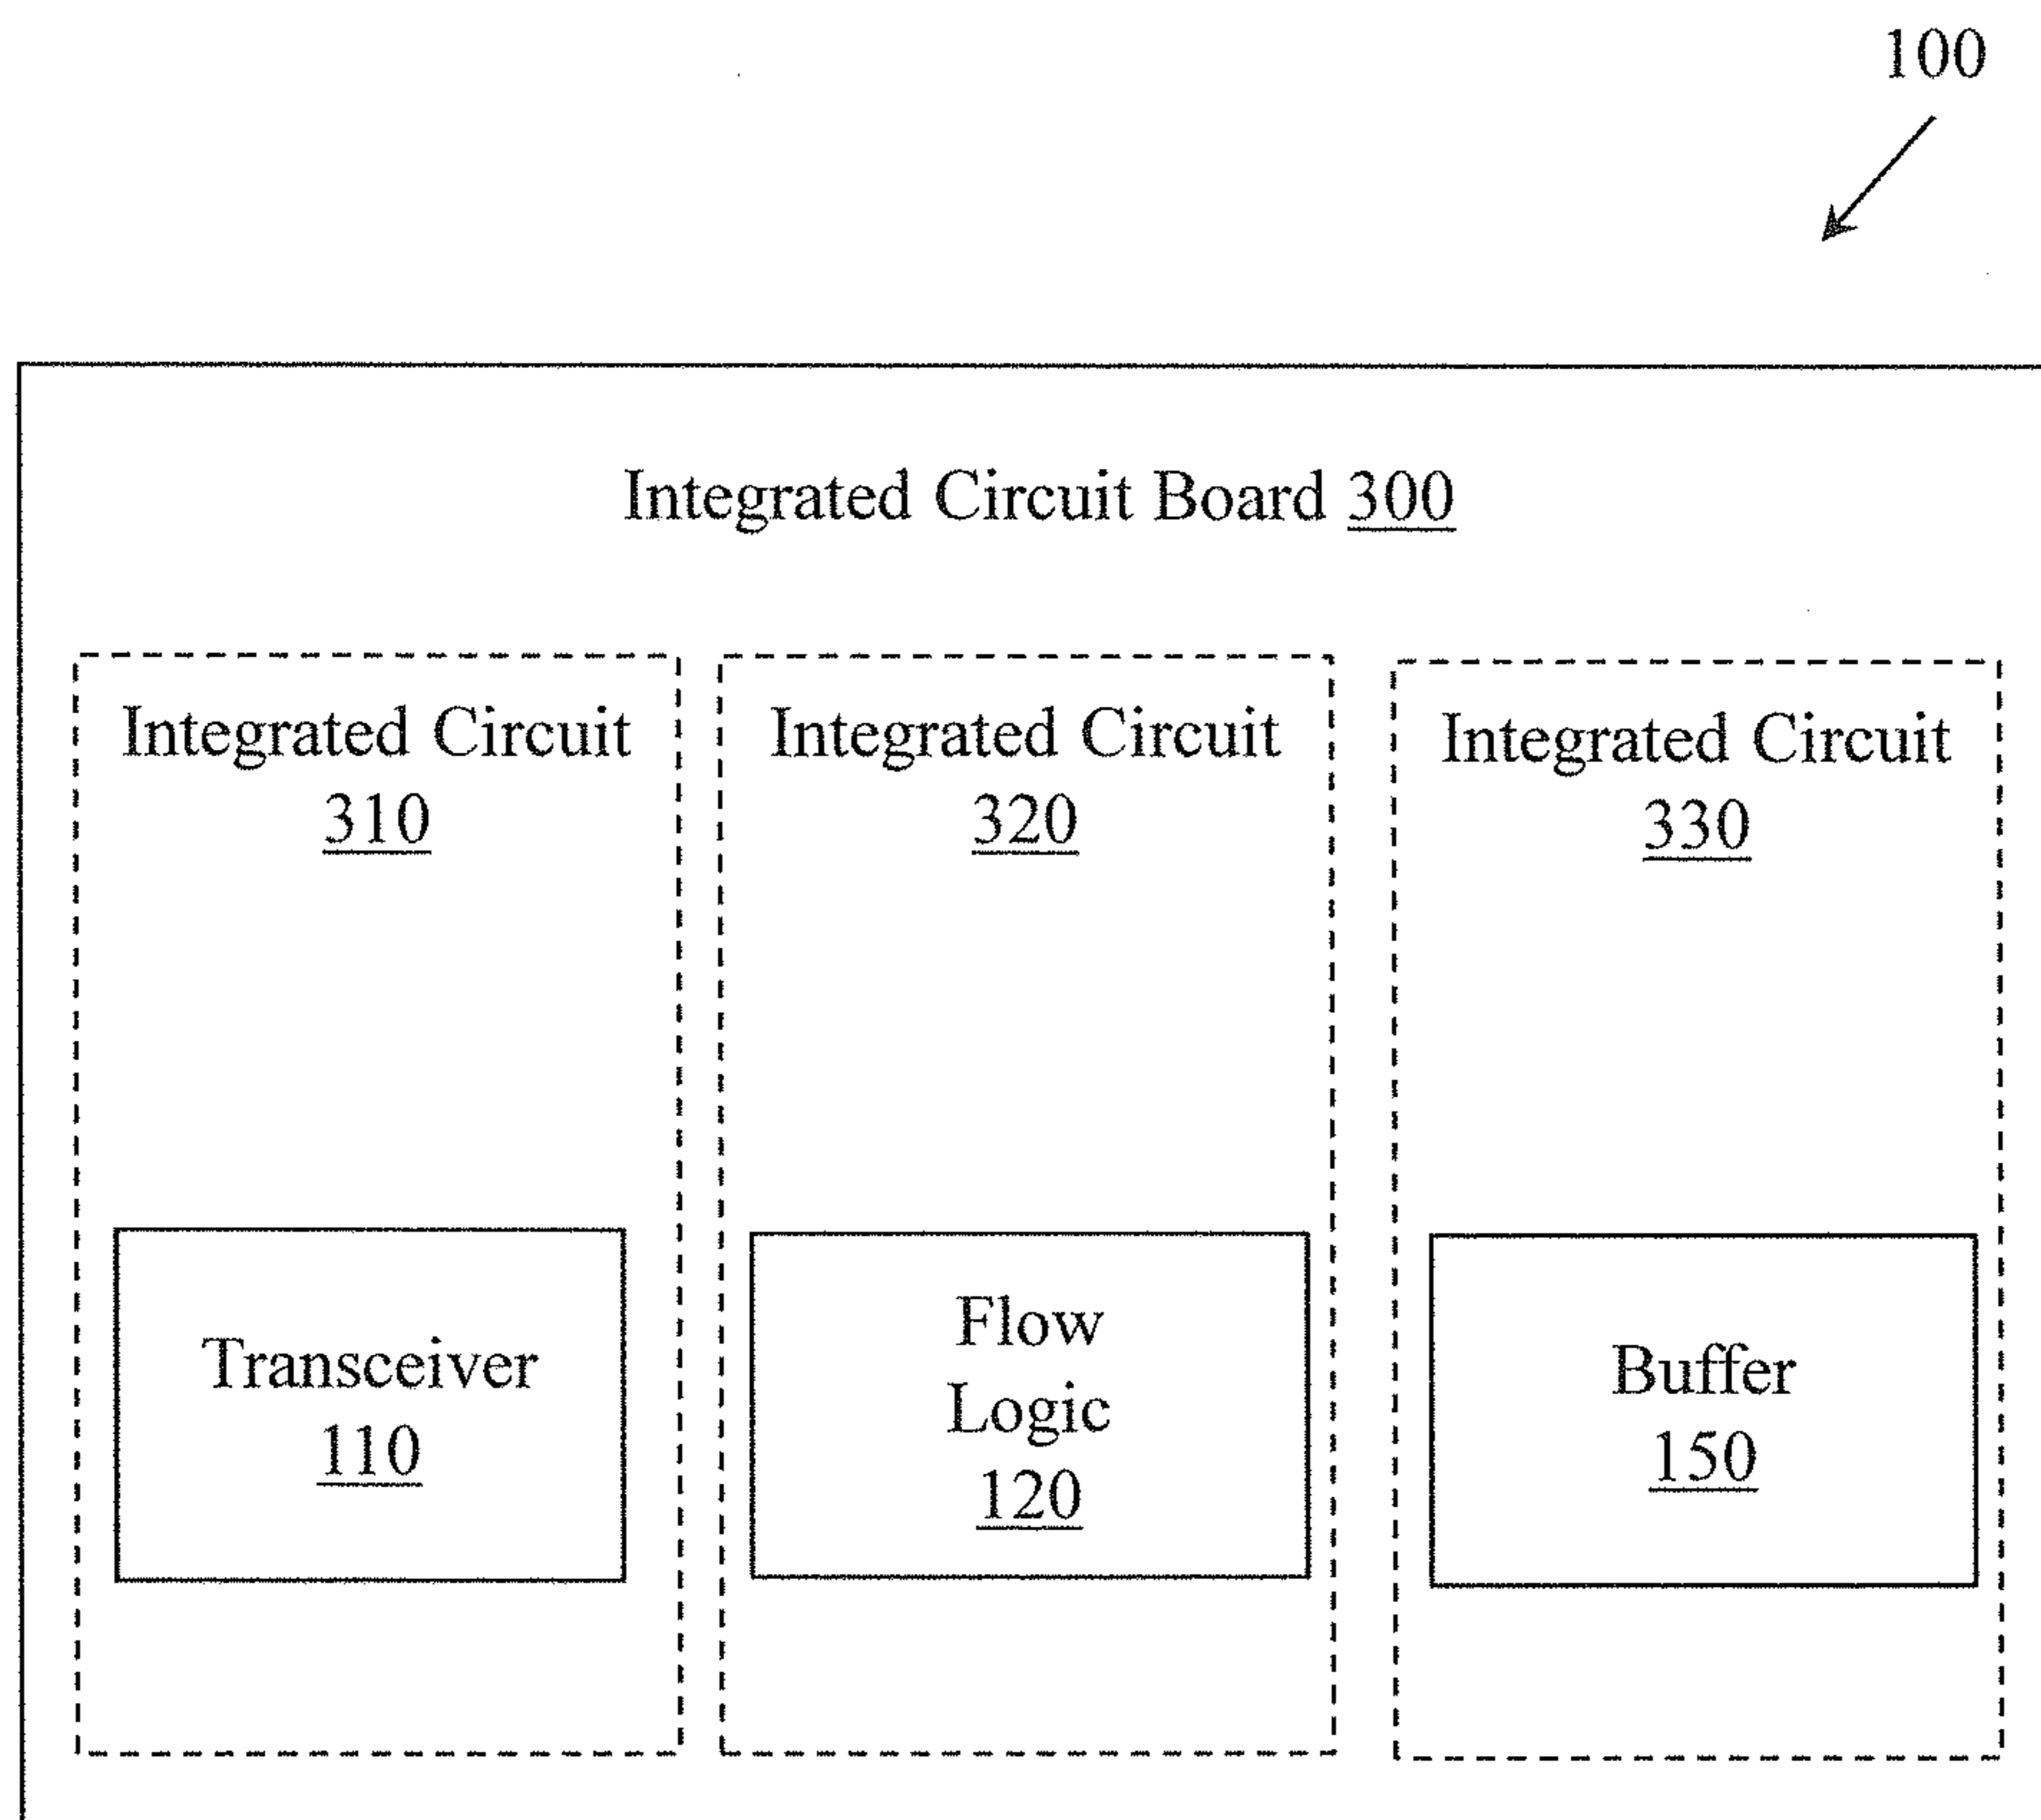 100
Integrated Circuit Board 300
Integrated Circuit
310
Integrated Circuit
320
Integrated Circuit
330
Transceiver
110
Flow
Logic
120
Buffer
150